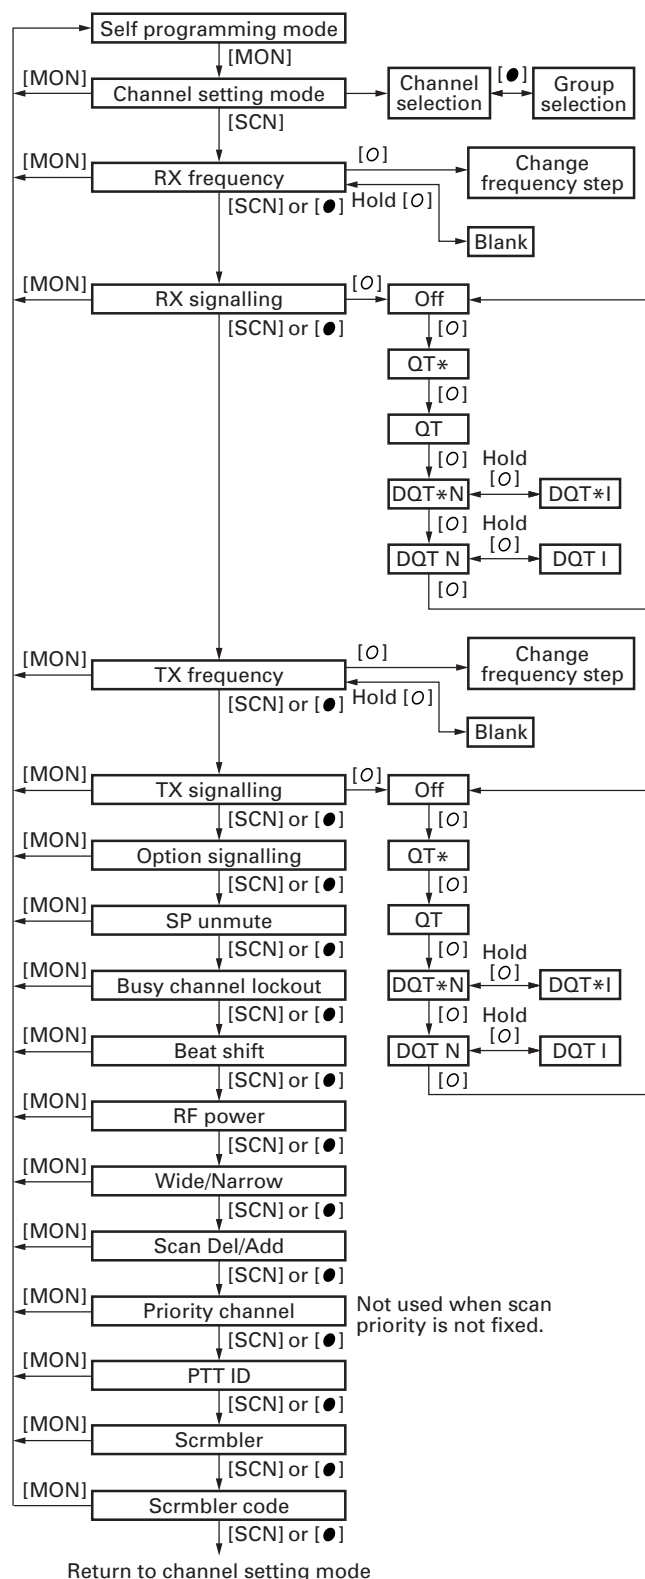 Self programming mode
[MON]
[MON]
Channel setting mode
Channel
selection
[●]
Group
selection
[SCN]
[MON]
RX frequency
[O]
Change
frequency step
[SCN] or [●]
Hold [O]
Blank
[MON]
RX signalling
[O]
Off
[SCN] or [●]
[O]
QT*
[O]
QT
[O]
Hold
[O]
DQT*N
DQT*I
[O]
Hold
[O]
DQT N
DQT I
[O]
[MON]
TX frequency
[O]
Change
frequency step
[SCN] or [●]
Hold [O]
Blank
[MON]
TX signalling
[O]
Off
[SCN] or [●]
[O]
[MON]
Option signalling
QT*
[SCN] or [●]
[O]
[MON]
SP unmute
QT
[SCN] or [●]
[O]
Hold
[O]
[MON]
Busy channel lockout
DQT*N
DQT*I
[SCN] or [●]
[O]
Hold
[O]
[MON]
Beat shift
DQT N
DQT I
[SCN] or [●]
[O]
[MON]
RF power
[SCN] or [●]
[MON]
Wide/Narrow
[SCN] or [●]
[MON]
Scan Del/Add
[SCN] or [●]
[MON]
Priority channel
Not used when scan
priority is not fixed.
[SCN] or [●]
[MON]
PTT ID
[SCN] or [●]
[MON]
Scrmbler
[SCN] or [●]
[MON]
Scrmbler code
[SCN] or [●]
Return to channel setting mode